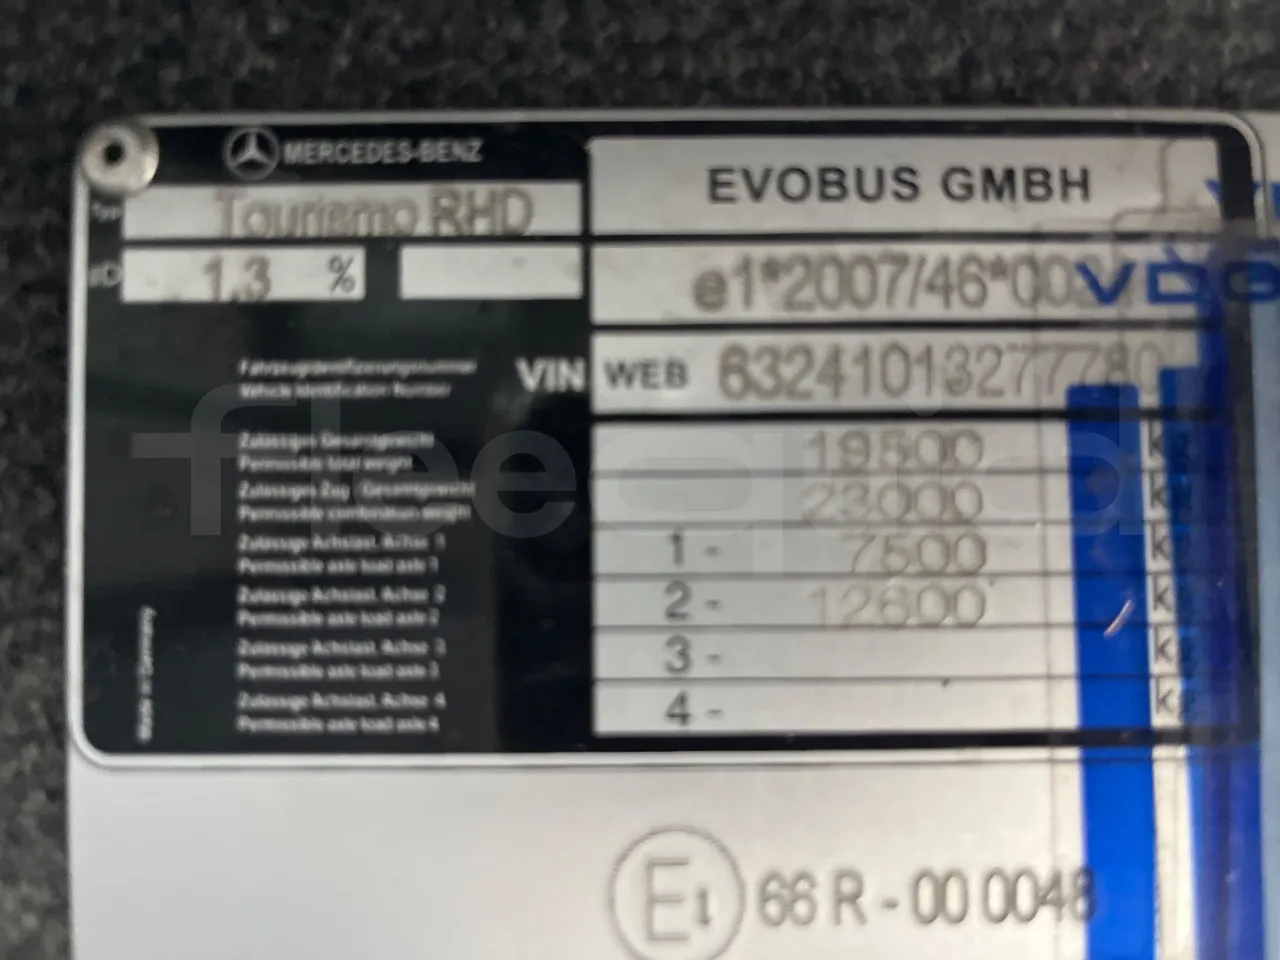 MERCEDES-BENZ
EVOBUS GMBH
Typ Tourismo RHD
1.3 %
e1*2007/46*00
VDG
Fahrzeugidentifizierungsnummer
Vehicle Identification Number
VIN WEB 63241013277780
Zulässiges Gesamtgewicht
Permissible total weight
19500 k
Zulässiges Zug. Gesamtgewicht
Permissible combination weight
23000 k
Zulässige Achslast, Achse 1
Permissible axle load axle 1
1 - 7500 k
Zulässige Achslast, Achse 2
Permissible axle load axle 2
2 - 12600 k
Zulässige Achslast, Achse 3
Permissible axle load axle 3
3 - k
Zulässige Achslast, Achse 4
Permissible axle load axle 4
4 - k
Made in Germany
fleequid
E1 66 R - 00 0048